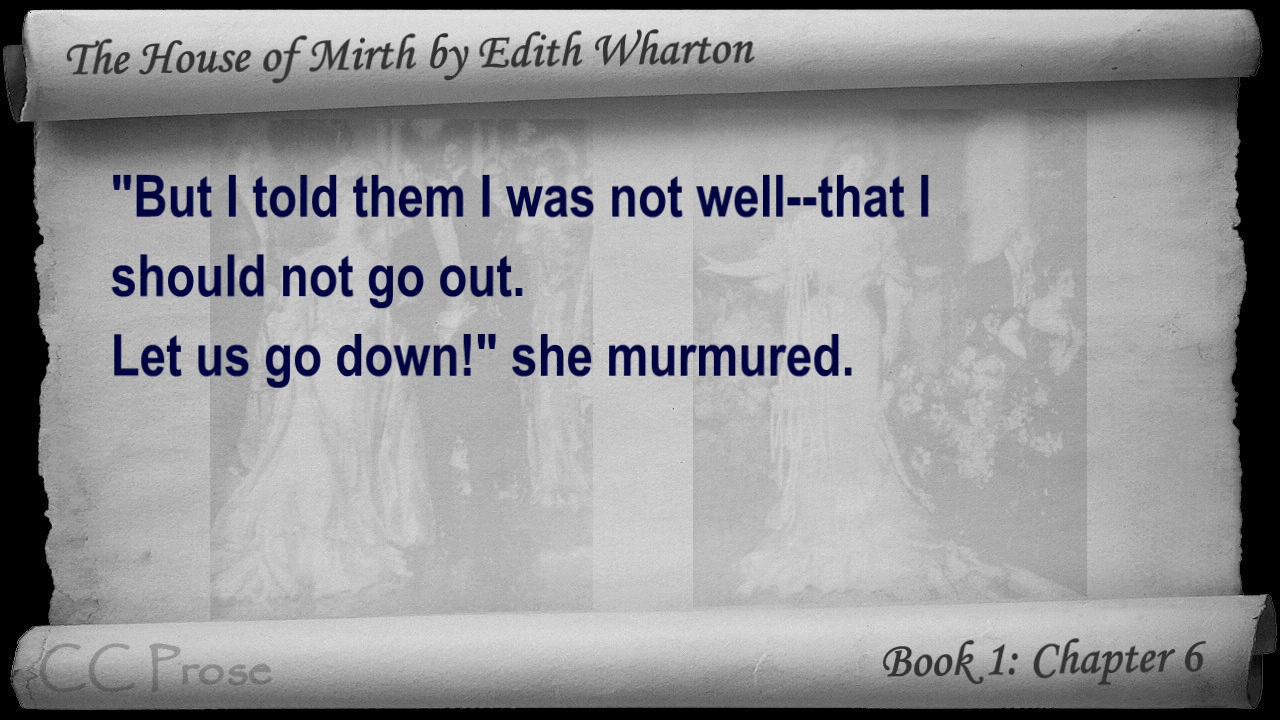 The House of Mirth by Edith Wharton
"But I told them I was not well--that I
should not go out.
Let us go down!" she murmured.
CC Prose
Book 1: Chapter 6